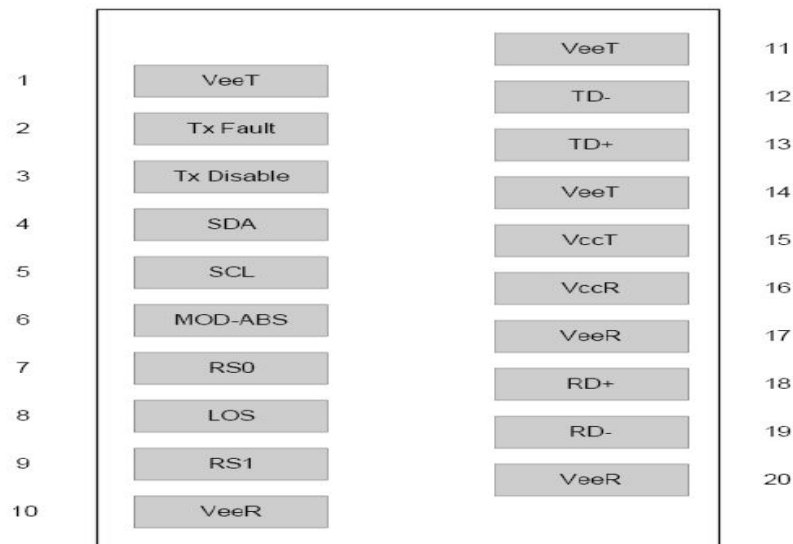 1 VeeT
2 Tx Fault
3 Tx Disable
4 SDA
5 SCL
6 MOD-ABS
7 RS0
8 LOS
9 RS1
10 VeeR
VeeT 11
TD- 12
TD+ 13
VeeT 14
VccT 15
VccR 16
VeeR 17
RD+ 18
RD- 19
VeeR 20